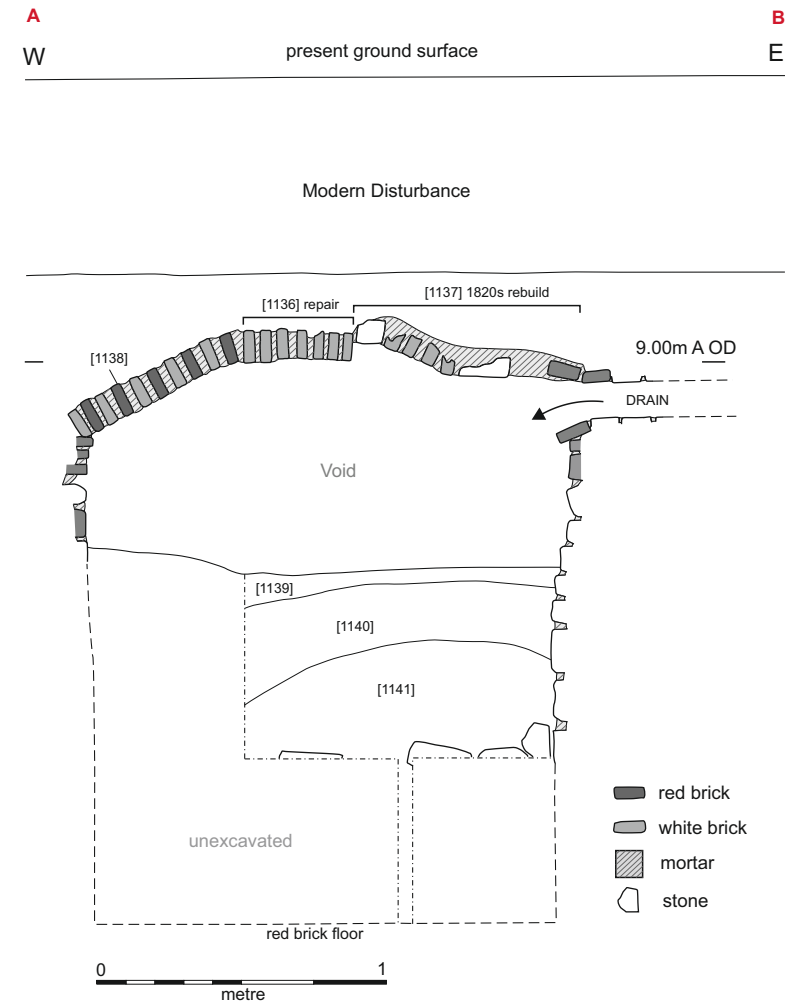 A
B
W
present ground surface
E
Modern Disturbance
[1136] repair
[1137] 1820s rebuild
[1138]
9.00m A OD
DRAIN
Void
[1139]
[1140]
[1141]
red brick
white brick
unexcavated
mortar
stone
red brick floor
0
1
metre